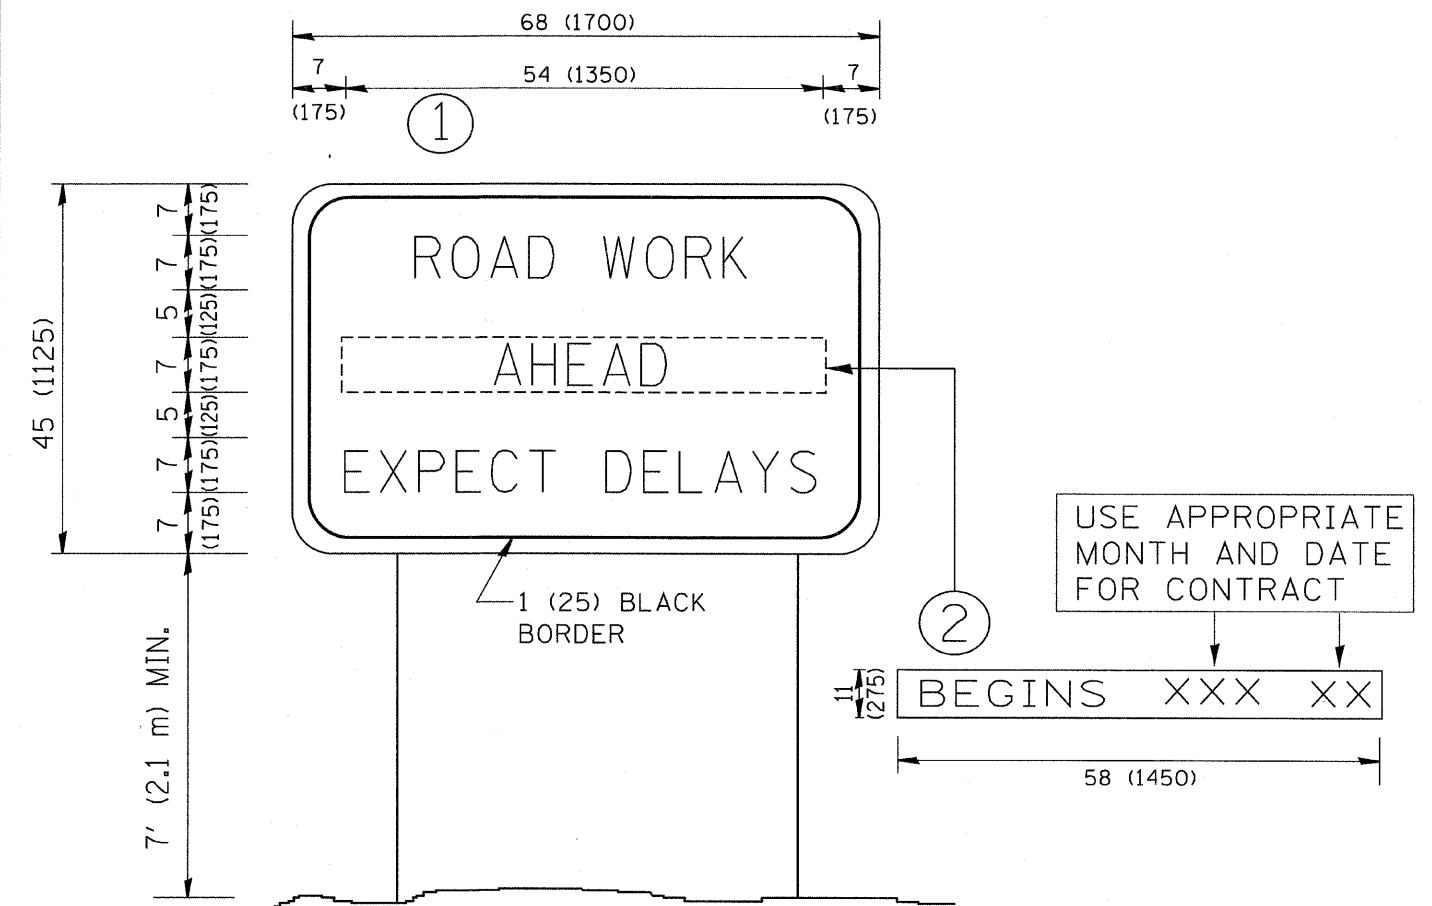 68 (1700)
7
54 (1350)
7
(175)
(175)
1
7
(175)
7
(175)
5
(125)
7
(175)
5
(125)
7
(175)
7
(175)
45 (1125)
ROAD WORK
AHEAD
EXPECT DELAYS
1 (25) BLACK
BORDER
7' (2.1 m) MIN.
USE APPROPRIATE
MONTH AND DATE
FOR CONTRACT
2
11
(275)
BEGINS XXX XX
58 (1450)